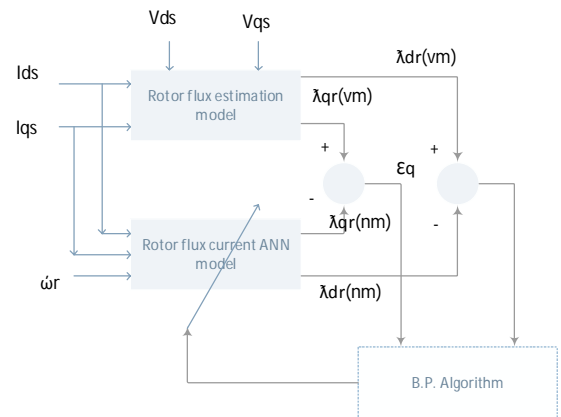 Vds
Vqs
λdr(vm)
Ids
Rotor flux estimation
model
λqr(vm)
Iqs
+
+
Ɛq
-
-
λqr(nm)
Rotor flux current ANN
model
ώr
λdr(nm)
B.P. Algorithm